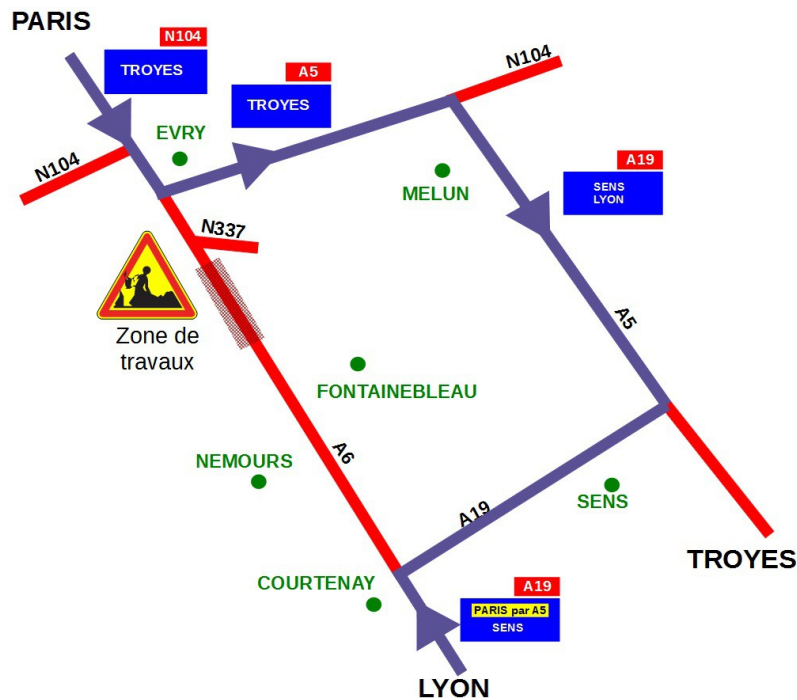 PARIS
N104
TROYES
A5
TROYES
N104
EVRY
N104
MELUN
A19
SENS
LYON
N337
Zone de
travaux
A5
FONTAINEBLEAU
A6
NEMOURS
SENS
A19
TROYES
COURTENAY
A19
PARIS par A5
SENS
LYON